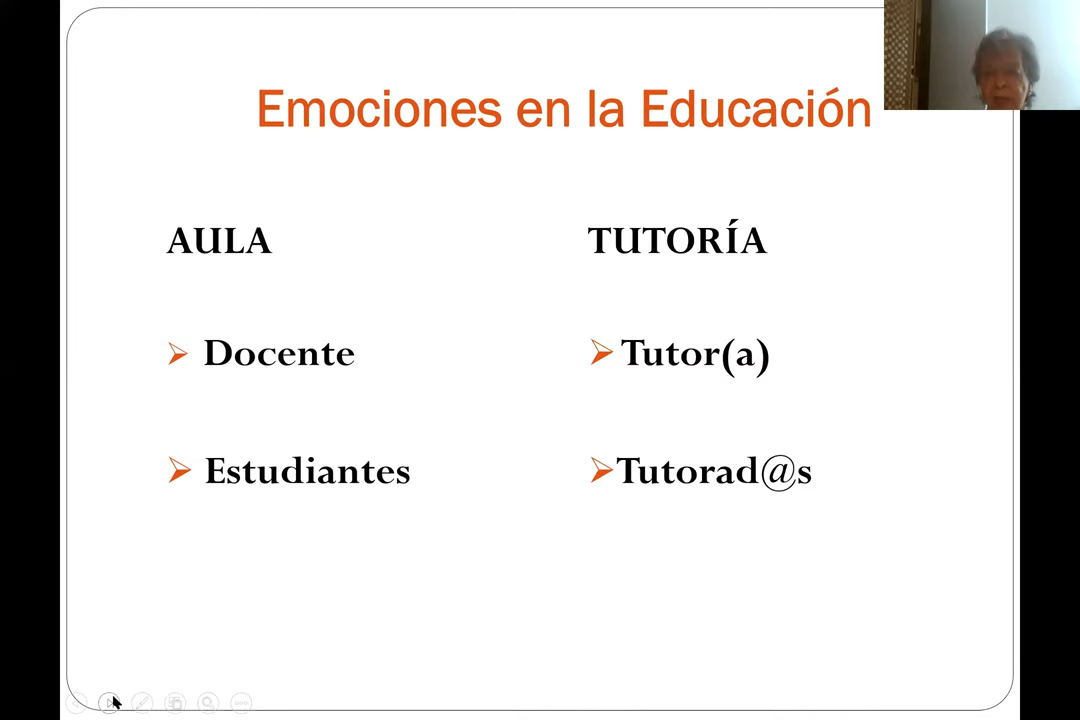 Emociones en la Educación
AULA
Docente
Estudiantes
TUTORÍA
Tutor(a)
Tutorad@s